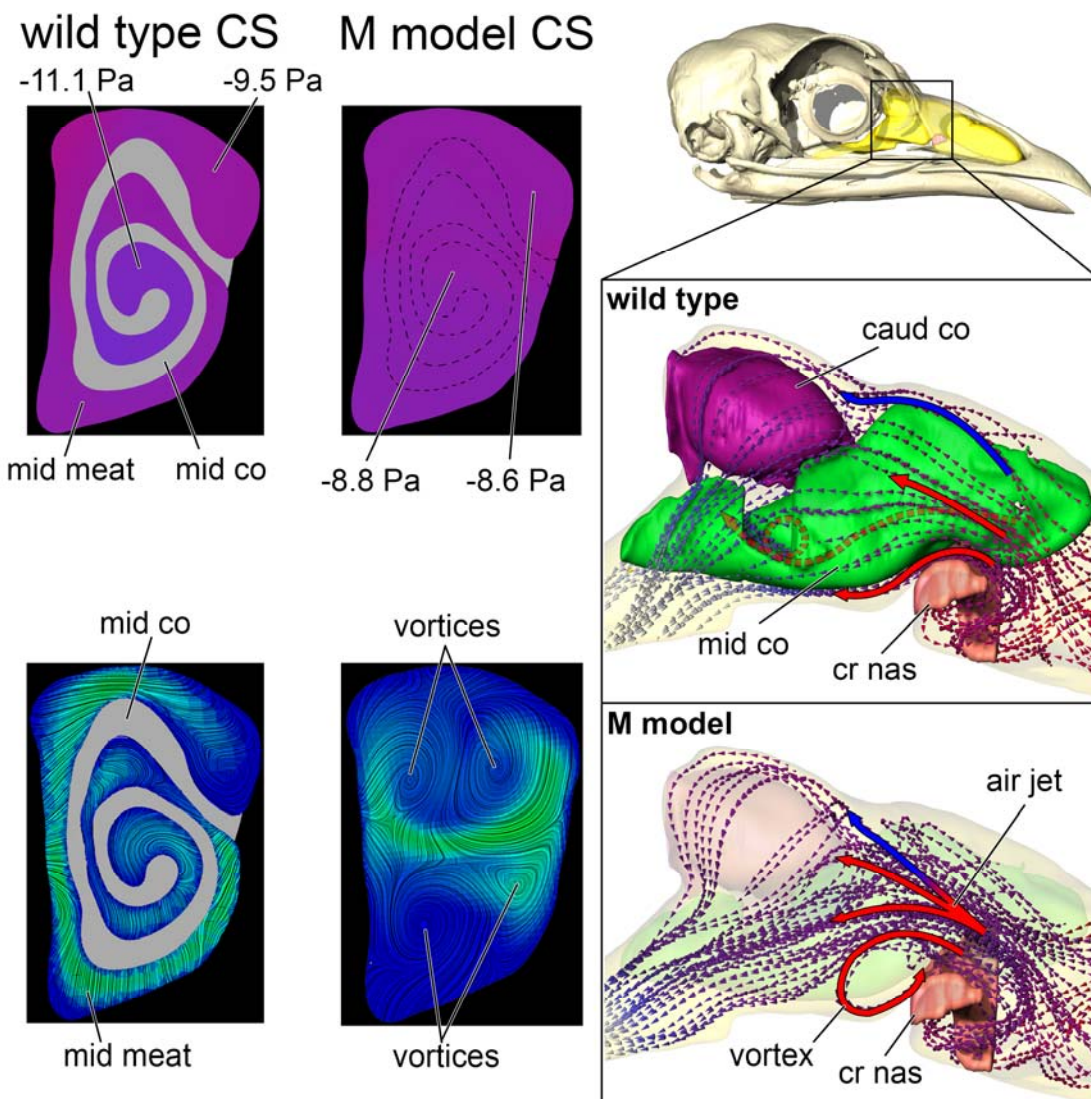 wild type CS
M model CS
-11.1 Pa
-9.5 Pa
mid meat
mid co
-8.8 Pa
-8.6 Pa
mid co
vortices
mid meat
vortices
wild type
caud co
mid co
cr nas
M model
air jet
vortex
cr nas